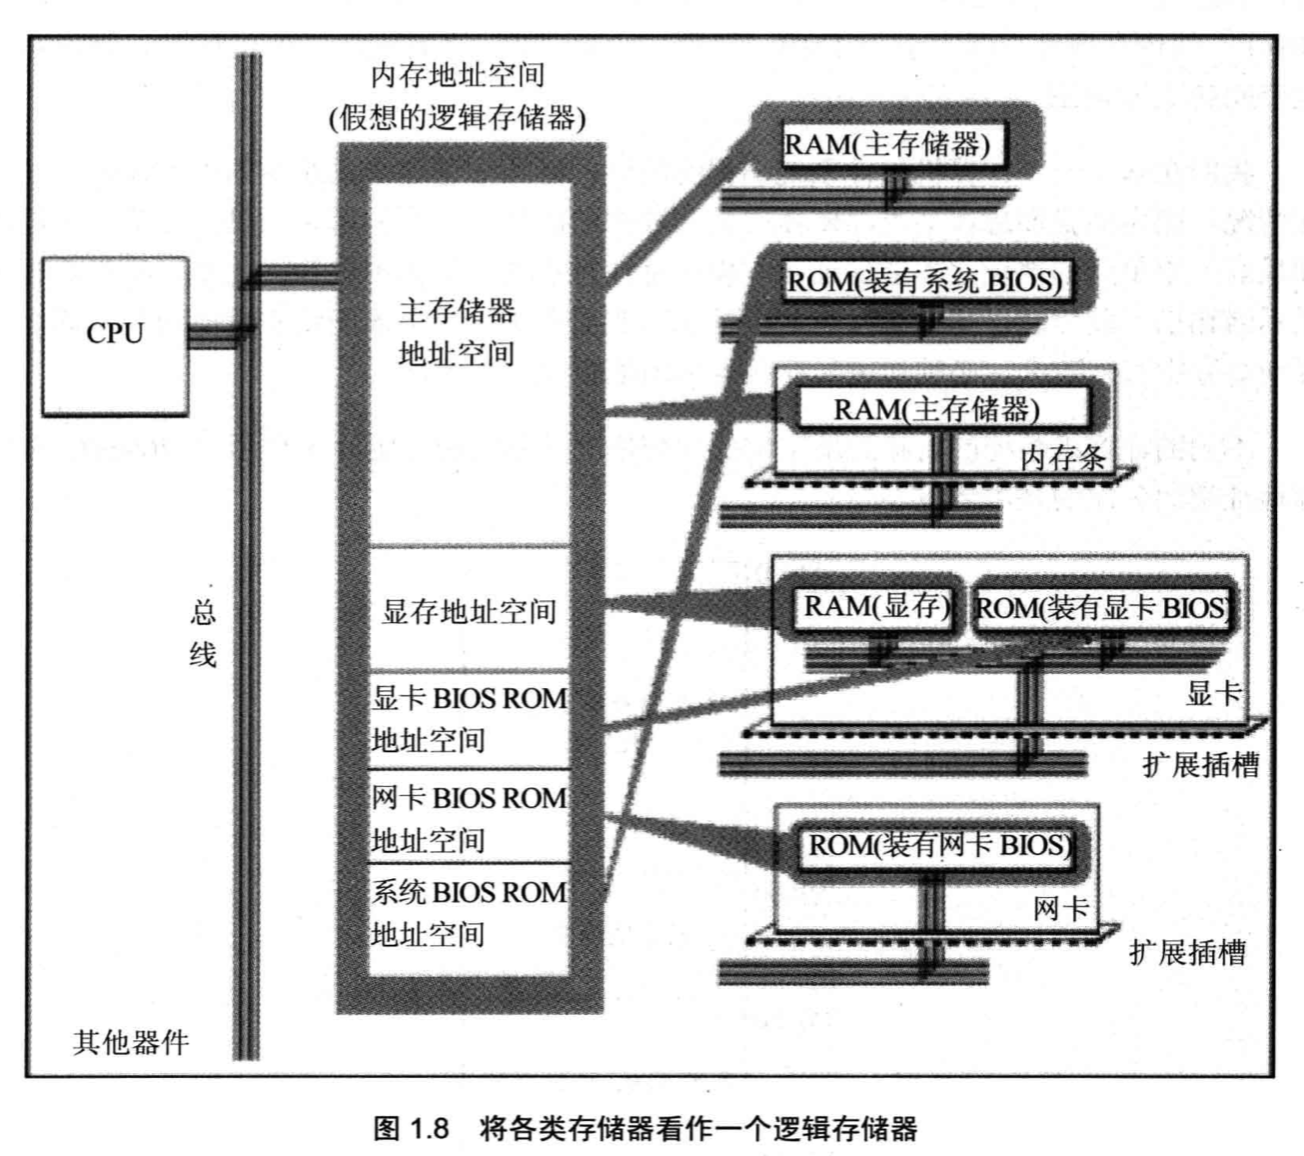 内存地址空间
(假想的逻辑存储器)
CPU
总
线
其他器件
主存储器
地址空间
显存地址空间
显卡 BIOS ROM
地址空间
网卡 BIOS ROM
地址空间
系统 BIOS ROM
地址空间
RAM(主存储器)
ROM(装有系统 BIOS)
RAM(主存储器)
内存条
RAM(显存)
ROM(装有显卡 BIOS)
显卡
扩展插槽
ROM(装有网卡 BIOS)
网卡
扩展插槽
图 1.8 将各类存储器看作一个逻辑存储器